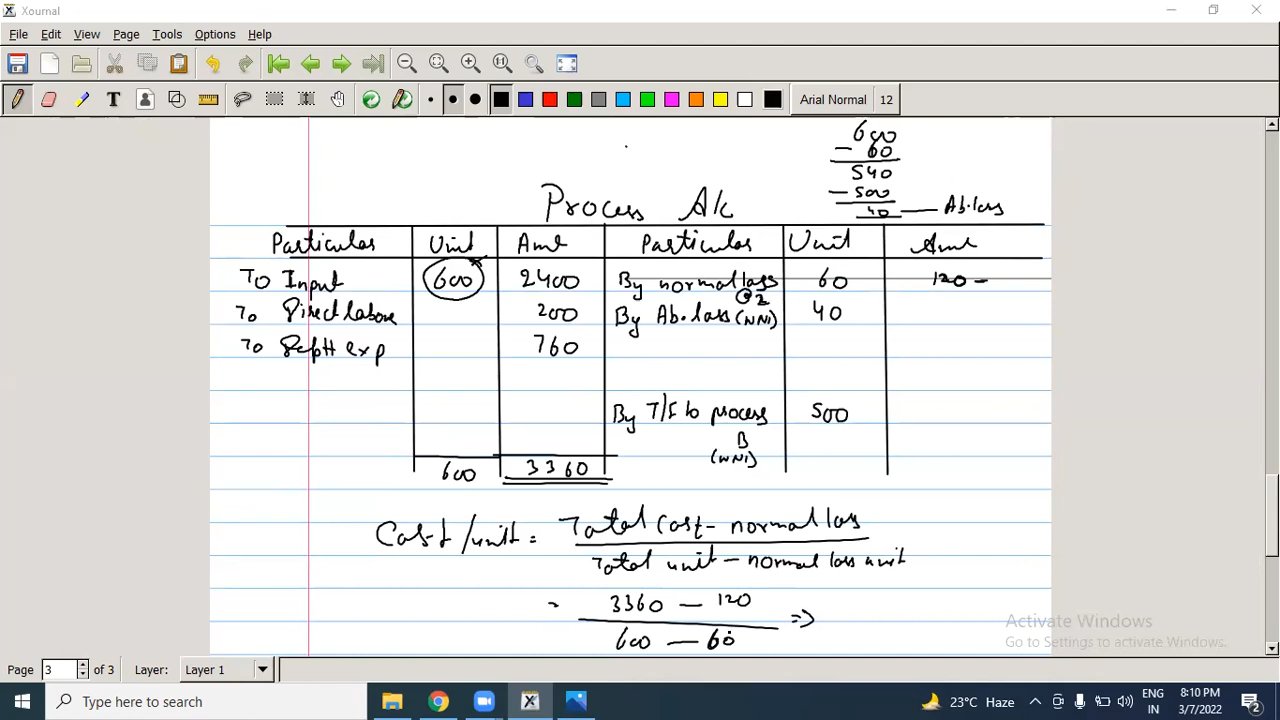 Xournal
File Edit View Page Tools Options Help
Arial Normal 12
600
- 60
540
- 500
40 — Ab.loss
Process A/c
Particulars Unit Amt Particulars Unit Amt
To Input 600 2400 By normal loss 60 120 -
@ 2
To Direct labore 200 By Ab.loss (WN1) 40
To exp 760
By T/f to process 500
B
(WN1)
600 3360
Cost/unit = Total Cost - normal loss
Total unit - normal loss unit
= 3360 - 120
600 - 60 =>
Activate Windows
Go to Settings to activate Windows.
Page 3 of 3 Layer: Layer 1
Type here to search
23°C Haze
ENG
IN
8:10 PM
3/7/2022
2